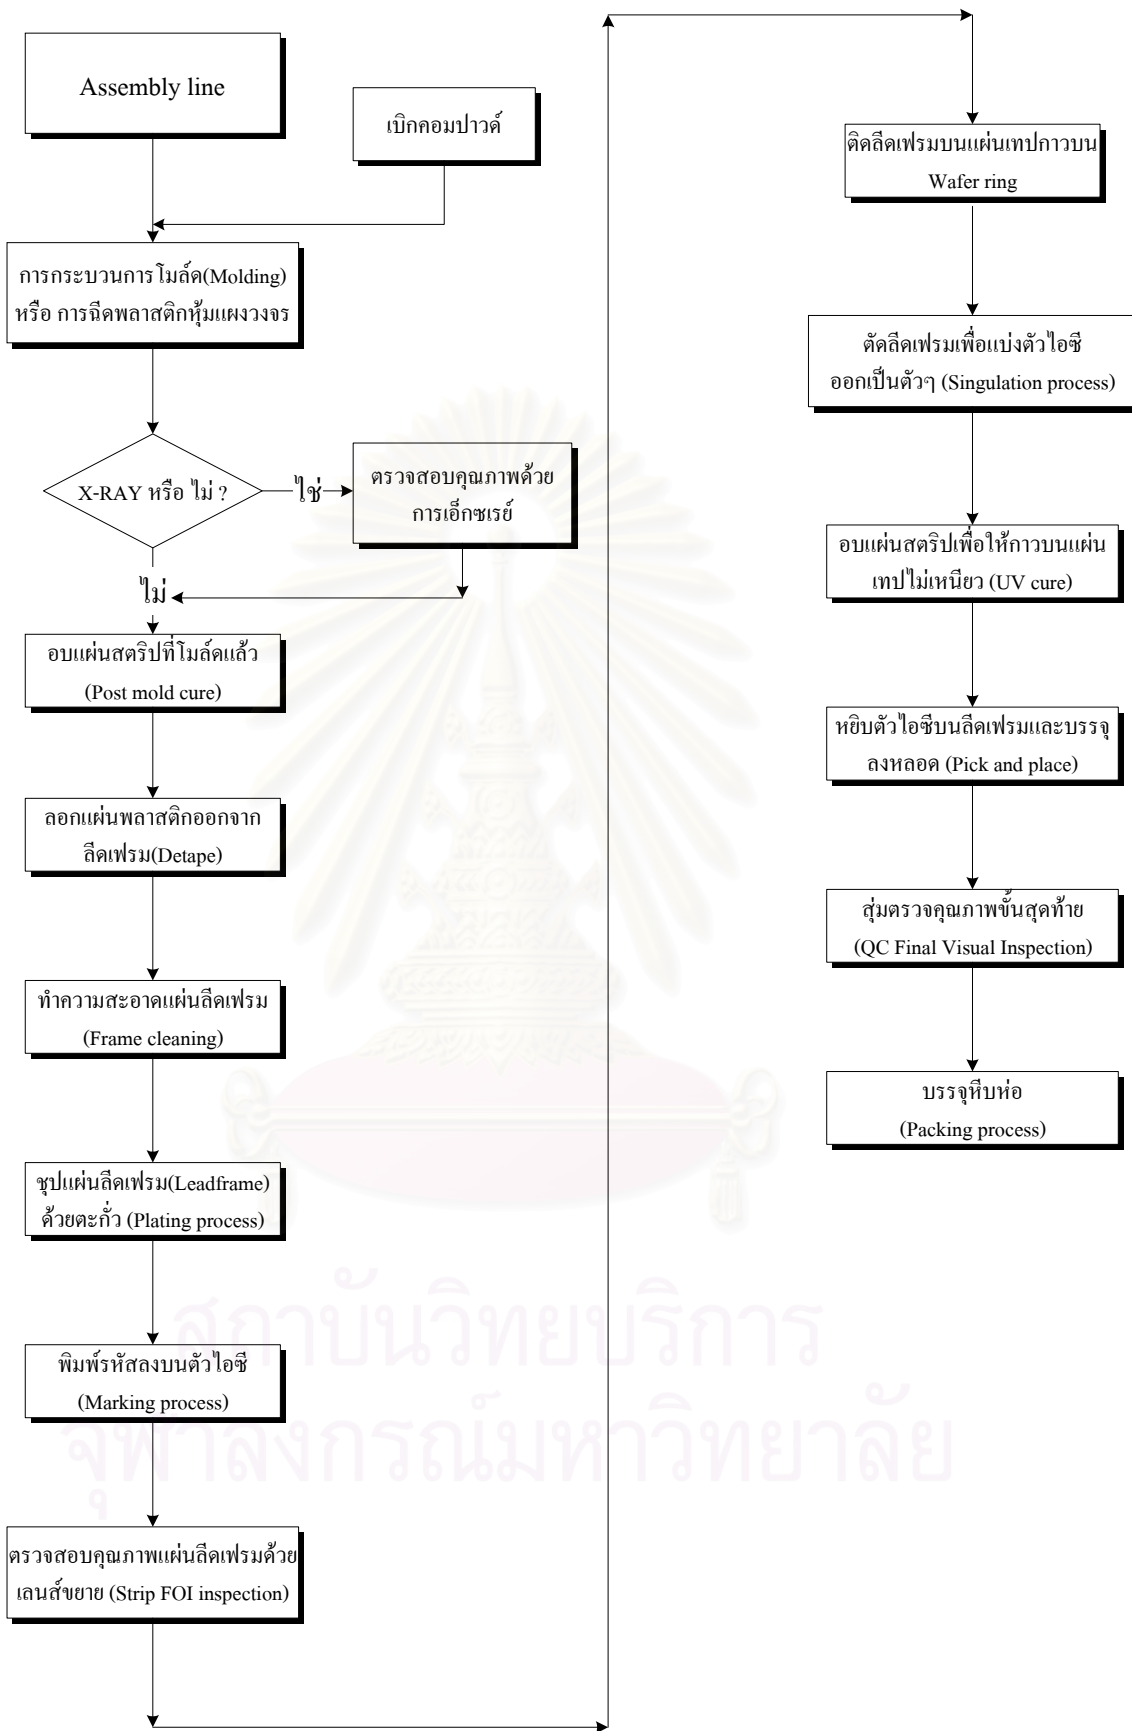 Assembly line
เบิกคอมปาวด์
การกระบวนการโมล์ด(Molding)
หรือ การฉีดพลาสติกหุ้มแผงวงจร
X-RAY หรือ ไม่ ?
ใช่
ตรวจสอบคุณภาพด้วย
การเอ็กซเรย์
ไม่
อบแผ่นสตริปที่โมล์ดแล้ว
(Post mold cure)
ลอกแผ่นพลาสติกออกจาก
ลีดเฟรม(Detape)
ทำความสะอาดแผ่นลีดเฟรม
(Frame cleaning)
ชุปแผ่นลีดเฟรม(Leadframe)
ด้วยตะกั่ว (Plating process)
พิมพ์รหัสลงบนตัวไอซี
(Marking process)
ตรวจสอบคุณภาพแผ่นลีดเฟรมด้วย
เลนส์ขยาย (Strip FOI inspection)
ติดลีดเฟรมบนแผ่นเทปกาวบน
Wafer ring
ตัดลีดเฟรมเพื่อแบ่งตัวไอซี
ออกเป็นตัวๆ (Singulation process)
อบแผ่นสตริปเพื่อให้กาวบนแผ่น
เทปไม่เหนียว (UV cure)
หยิบตัวไอซีบนลีดเฟรมและบรรจุ
ลงหลอด (Pick and place)
สุ่มตรวจคุณภาพขั้นสุดท้าย
(QC Final Visual Inspection)
บรรจุหีบห่อ
(Packing process)
สถาบันวิทยบริการ
จุฬาลงกรณ์มหาวิทยาลัย